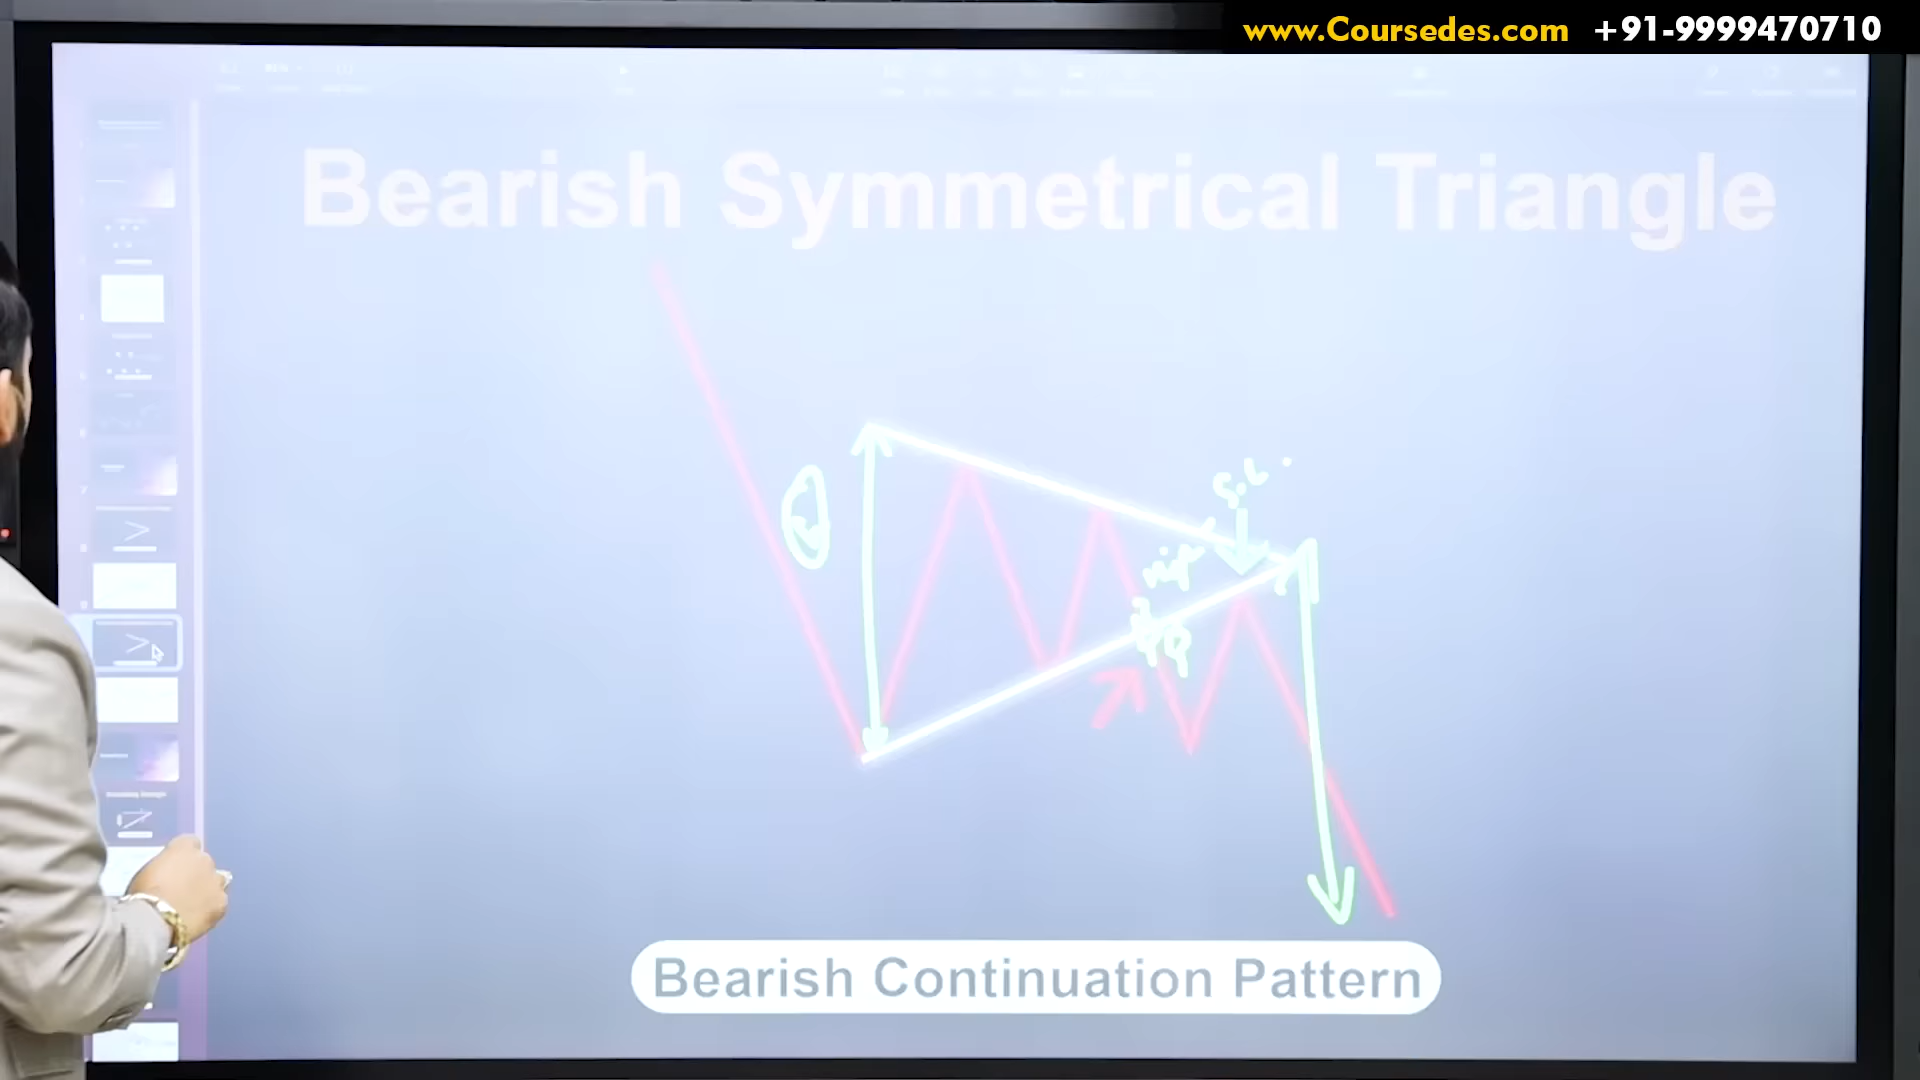 www.Coursedes.com +91-9999470710
Bearish Symmetrical Triangle
S.L.
Bearish Continuation Pattern